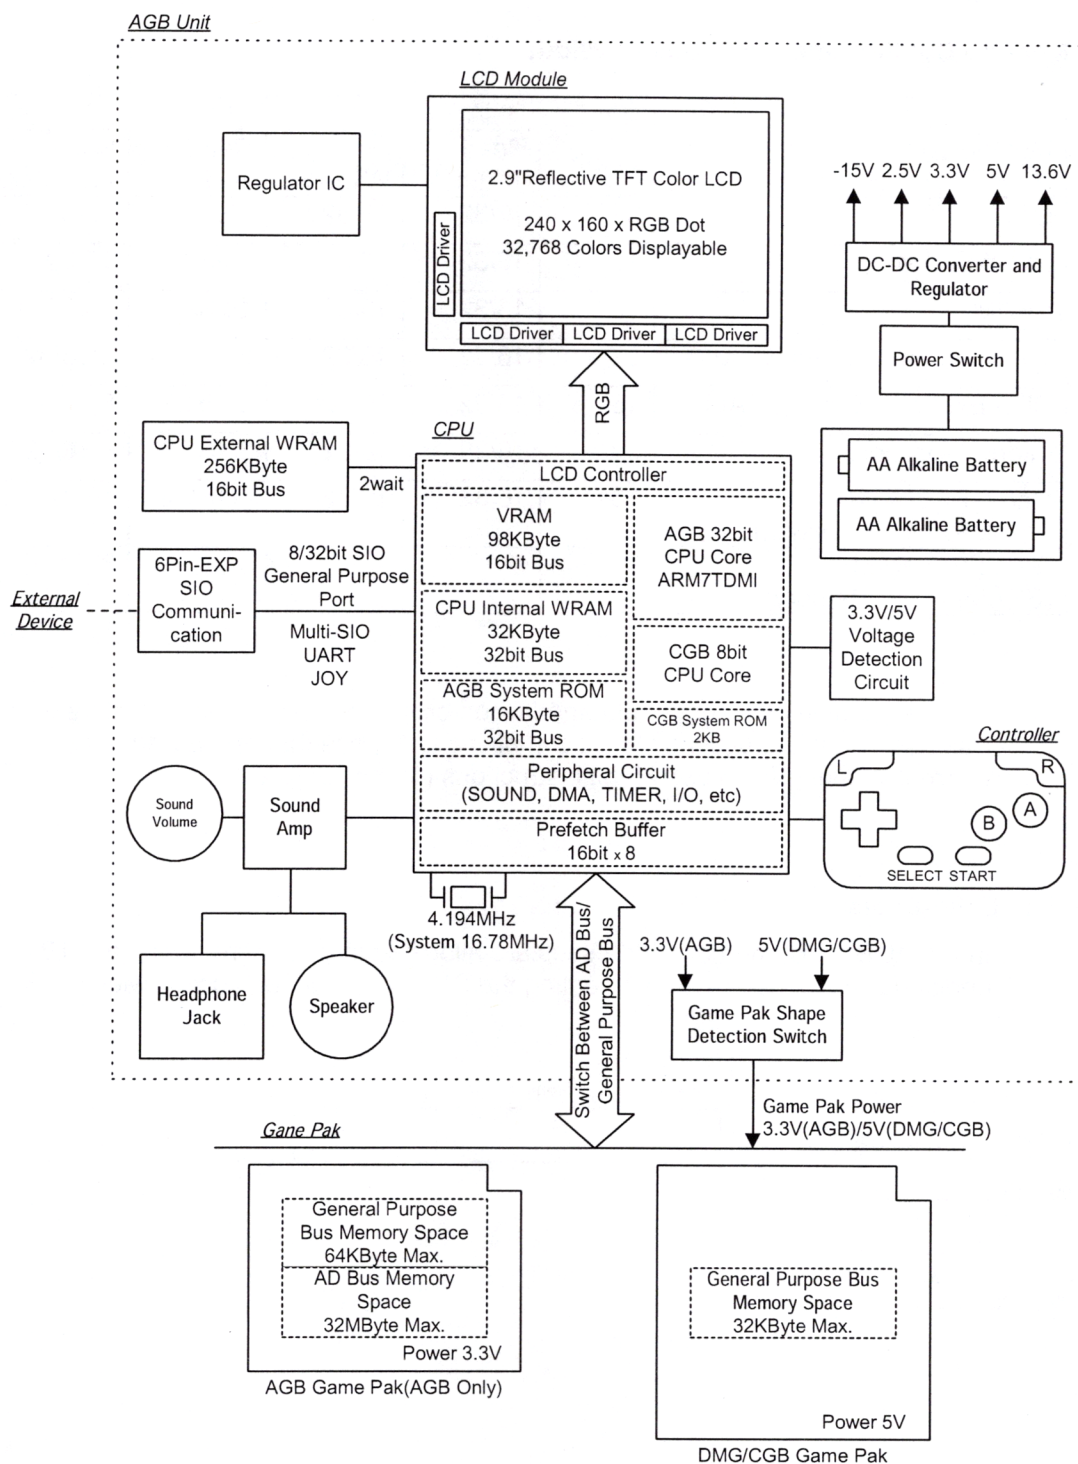 AGB Unit
LCD Module
Regulator IC
2.9"Reflective TFT Color LCD
240 x 160 x RGB Dot
32,768 Colors Displayable
LCD Driver
LCD Driver
LCD Driver
LCD Driver
-15V
2.5V
3.3V
5V
13.6V
DC-DC Converter and
Regulator
Power Switch
AA Alkaline Battery
AA Alkaline Battery
RGB
CPU
CPU External WRAM
256KByte
16bit Bus
2wait
LCD Controller
VRAM
98KByte
16bit Bus
AGB 32bit
CPU Core
ARM7TDMI
External
Device
6Pin-EXP
SIO
Communi-
cation
8/32bit SIO
General Purpose
Port
Multi-SIO
UART
JOY
CPU Internal WRAM
32KByte
32bit Bus
CGB 8bit
CPU Core
3.3V/5V
Voltage
Detection
Circuit
AGB System ROM
16KByte
32bit Bus
CGB System ROM
2KB
Controller
L
R
A
B
SELECT
START
Peripheral Circuit
(SOUND, DMA, TIMER, I/O, etc)
Prefetch Buffer
16bit x 8
Sound
Volume
Sound
Amp
4.194MHz
(System 16.78MHz)
Headphone
Jack
Speaker
Switch Between AD Bus/
General Purpose Bus
3.3V(AGB)
5V(DMG/CGB)
Game Pak Shape
Detection Switch
Game Pak Power
3.3V(AGB)/5V(DMG/CGB)
Gane Pak
General Purpose
Bus Memory Space
64KByte Max.
AD Bus Memory
Space
32MByte Max.
Power 3.3V
AGB Game Pak(AGB Only)
General Purpose Bus
Memory Space
32KByte Max.
Power 5V
DMG/CGB Game Pak